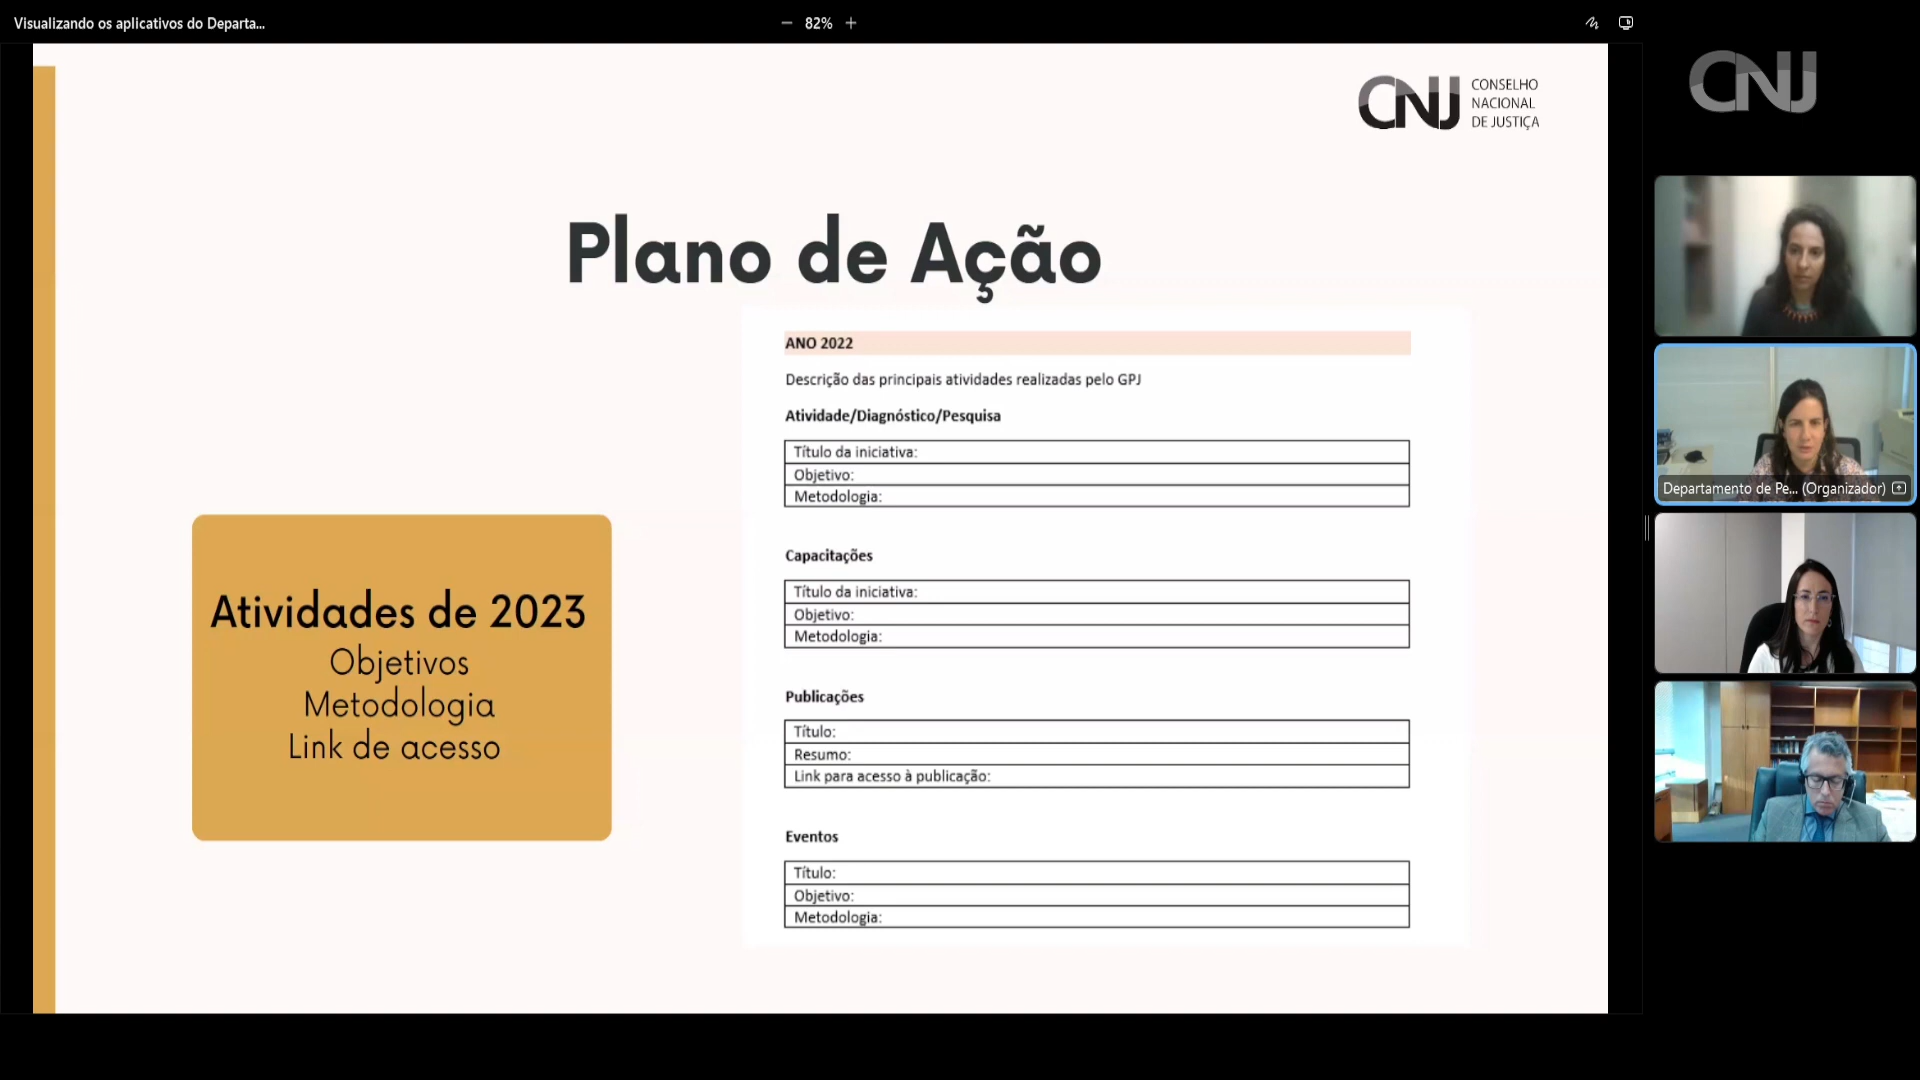 Visualizando os aplicativos do Departa...
82%
CNJ
CONSELHO
NACIONAL
DE JUSTIÇA
CNJ
Plano de Ação
ANO 2022
Descrição das principais atividades realizadas pelo GPJ
Atividade/Diagnóstico/Pesquisa
Título da iniciativa:
Objetivo:
Metodologia:
Capacitações
Título da iniciativa:
Objetivo:
Metodologia:
Publicações
Título:
Resumo:
Link para acesso à publicação:
Eventos
Título:
Objetivo:
Metodologia:
Atividades de 2023
Objetivos
Metodologia
Link de acesso
Departamento de Pe... (Organizador)